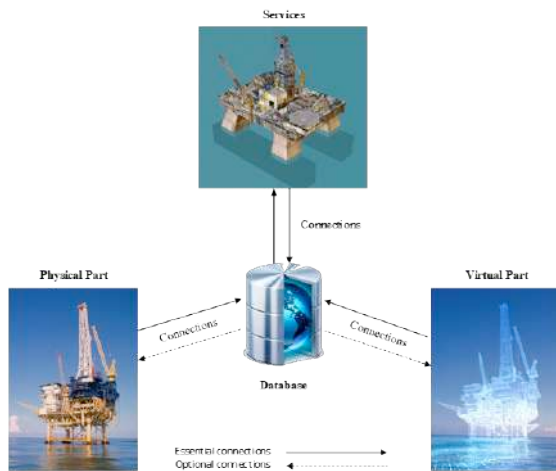 Services
Connections
Physical Part
Virtual Part
Connections
Connections
Database
Essential connections
Optional connections